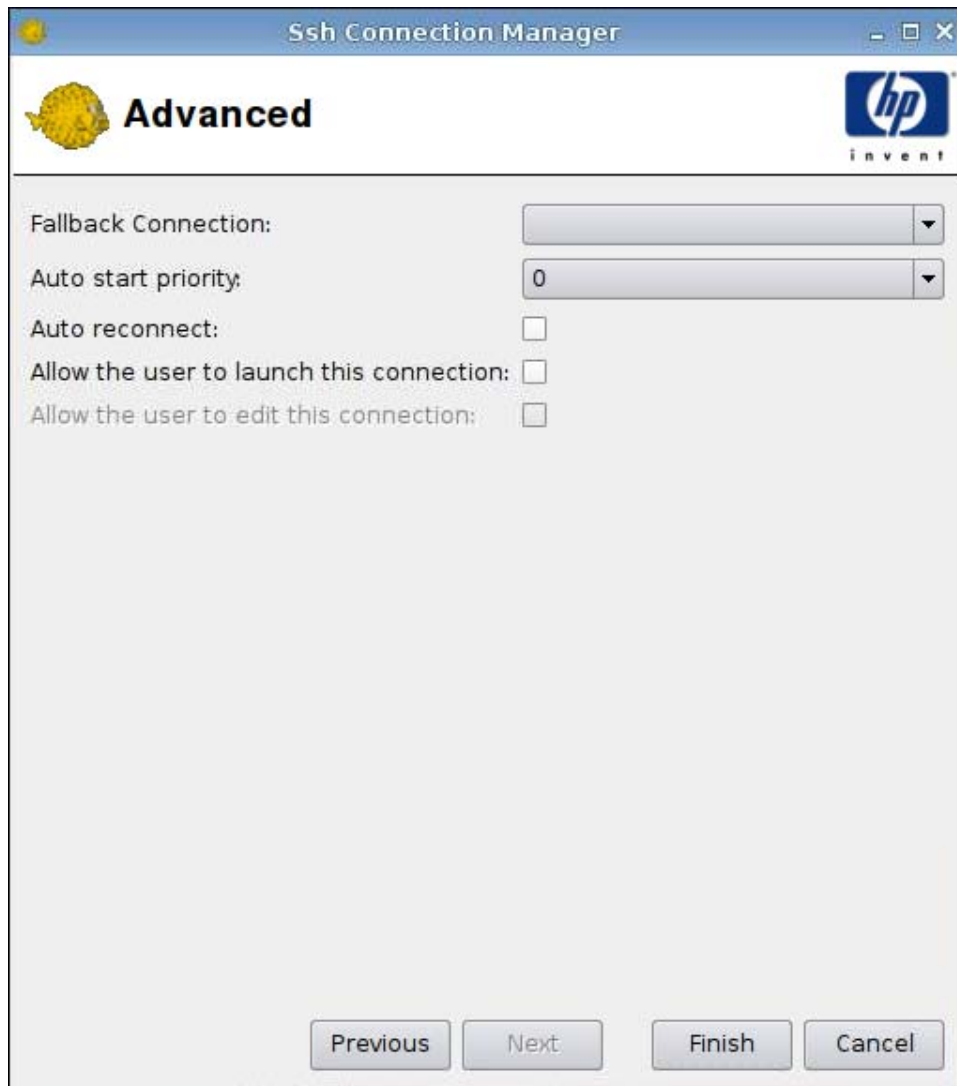 Ssh Connection Manager
Advanced
hp
invent
Fallback Connection:
Auto start priority: 0
Auto reconnect:
Allow the user to launch this connection:
Allow the user to edit this connection:
Previous Next Finish Cancel